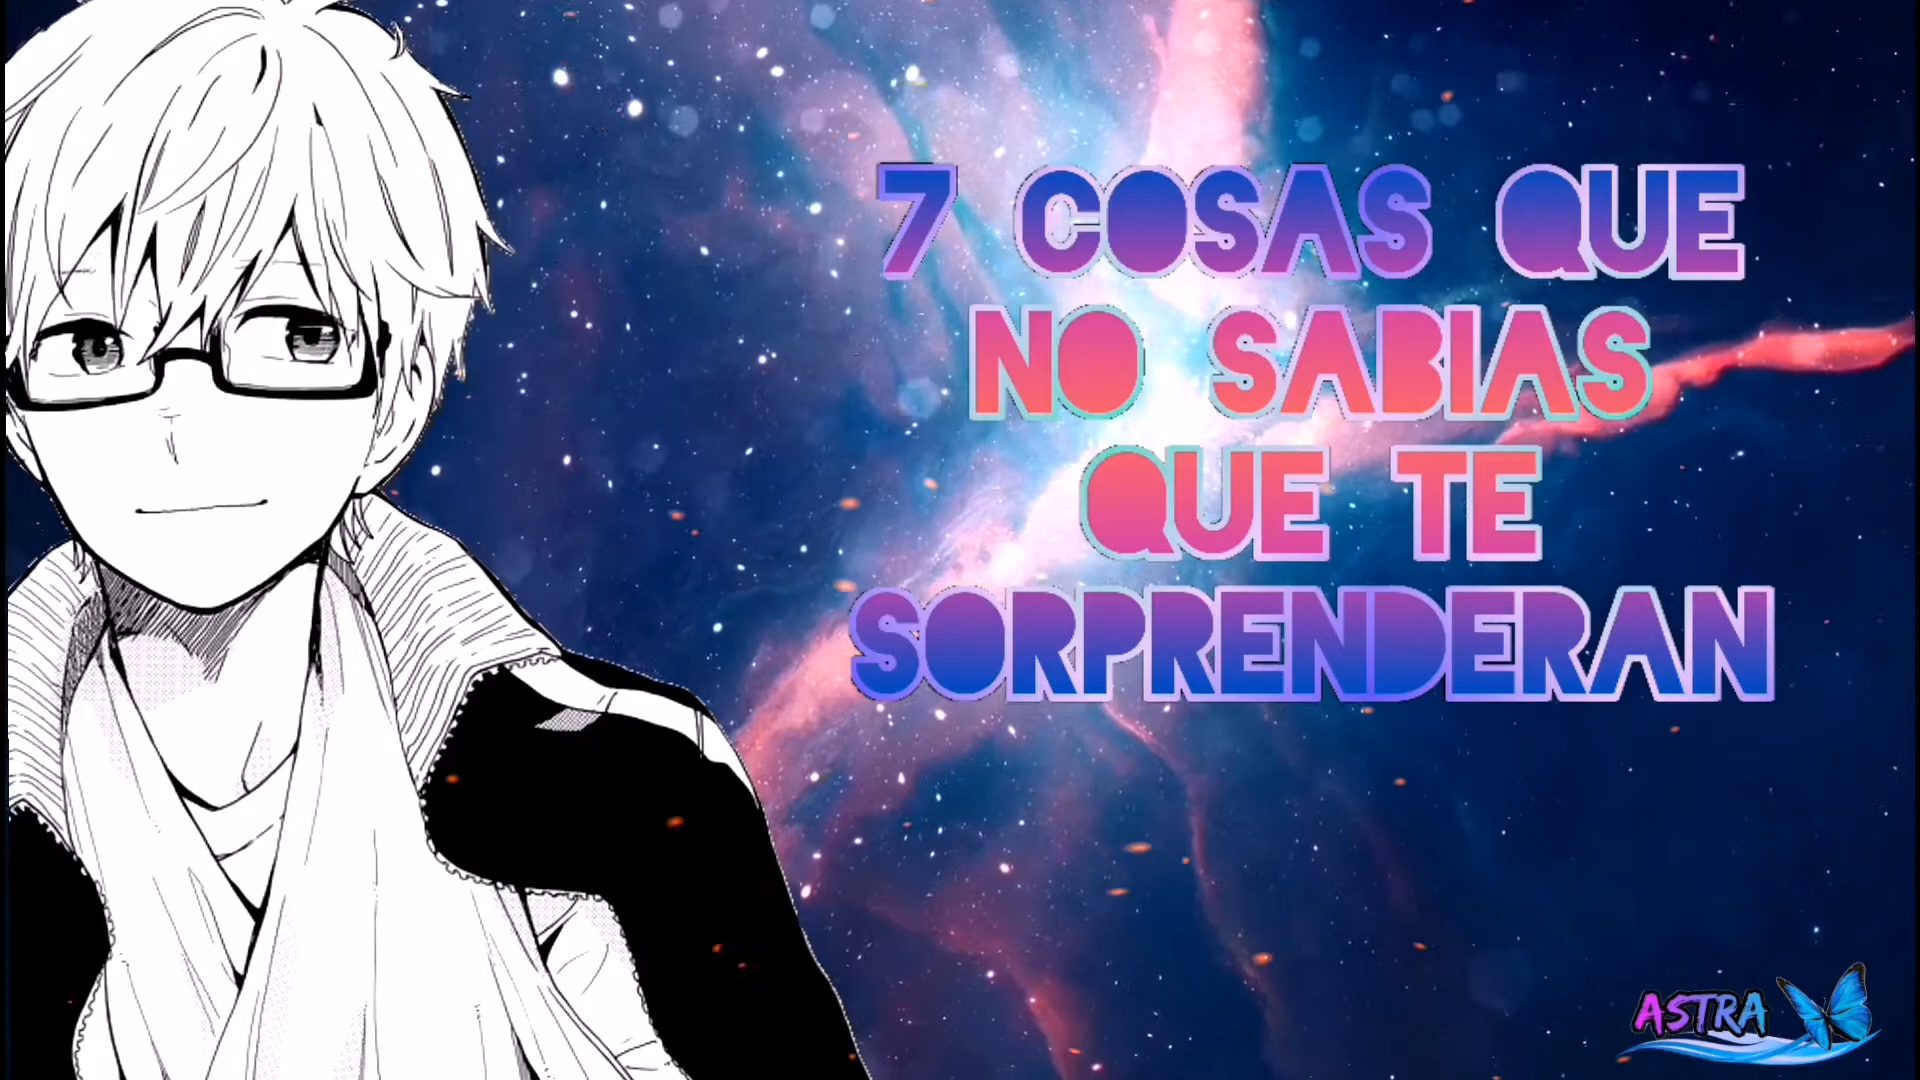 7 COSAS QUE
NO SABIAS
QUE TE
SORPRENDERAN
ASTRA